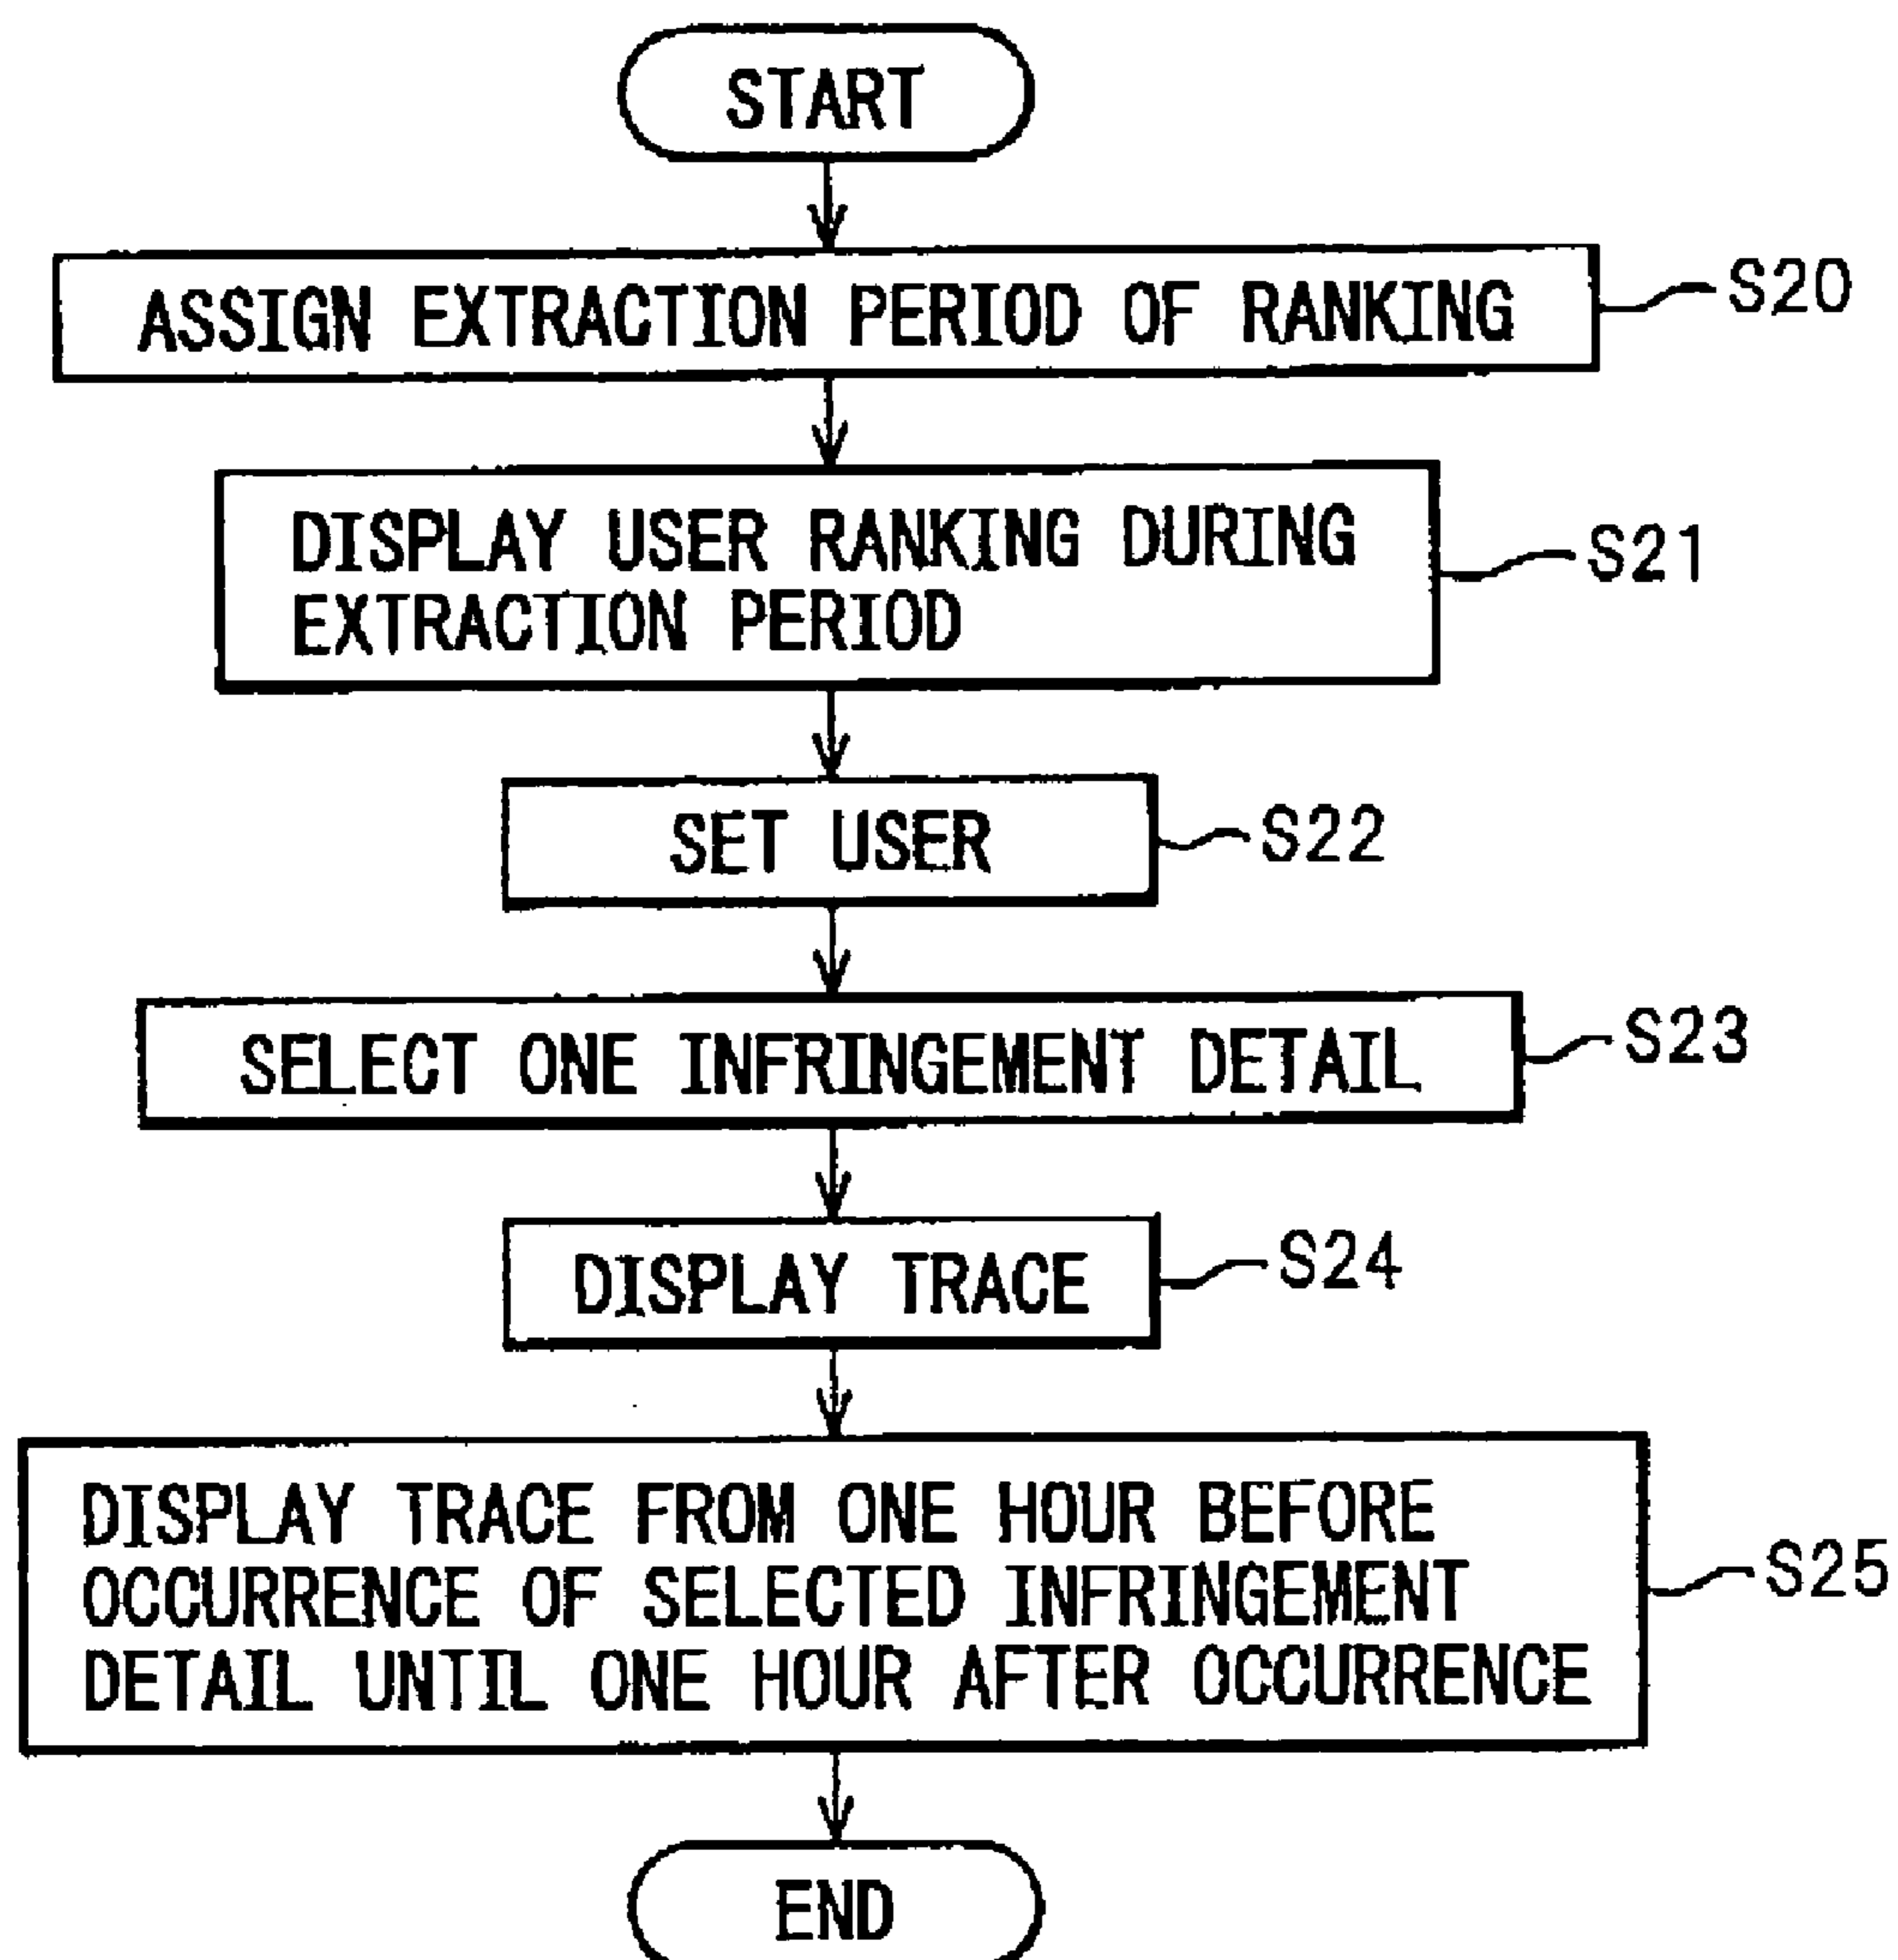 START
ASSIGN EXTRACTION PERIOD OF RANKING
S20
DISPLAY USER RANKING DURING
EXTRACTION PERIOD
S21
SET USER
S22
SELECT ONE INFRINGEMENT DETAIL
S23
DISPLAY TRACE
S24
DISPLAY TRACE FROM ONE HOUR BEFORE
OCCURRENCE OF SELECTED INFRINGEMENT
DETAIL UNTIL ONE HOUR AFTER OCCURRENCE
S25
END